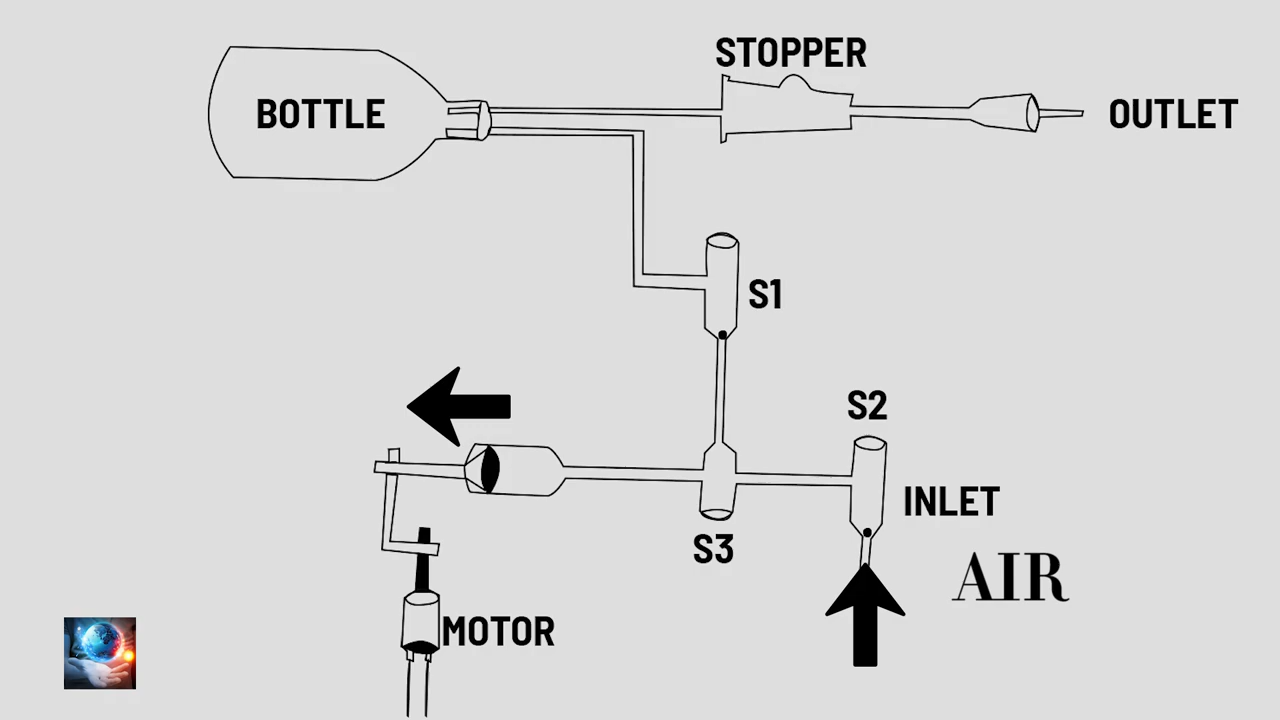 STOPPER
BOTTLE
OUTLET
S1
S2
INLET
S3
AIR
MOTOR